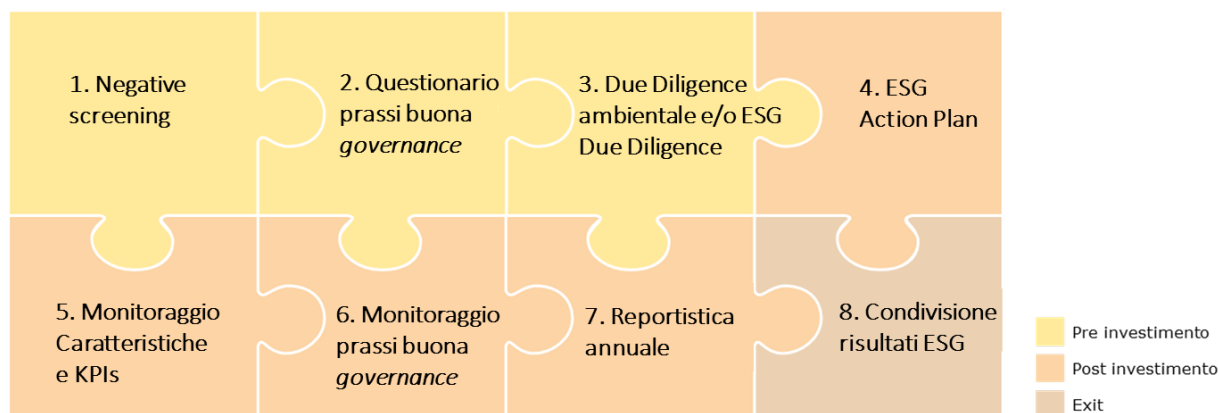 1. Negative
screening
2. Questionario
prassi buona
governance
3. Due Diligence
ambientale e/o ESG
Due Diligence
4. ESG
Action Plan
5. Monitoraggio
Caratteristiche
e KPIs
6. Monitoraggio
prassi buona
governance
7. Reportistica
annuale
8. Condivisione
risultati ESG
Pre investimento
Post investimento
Exit